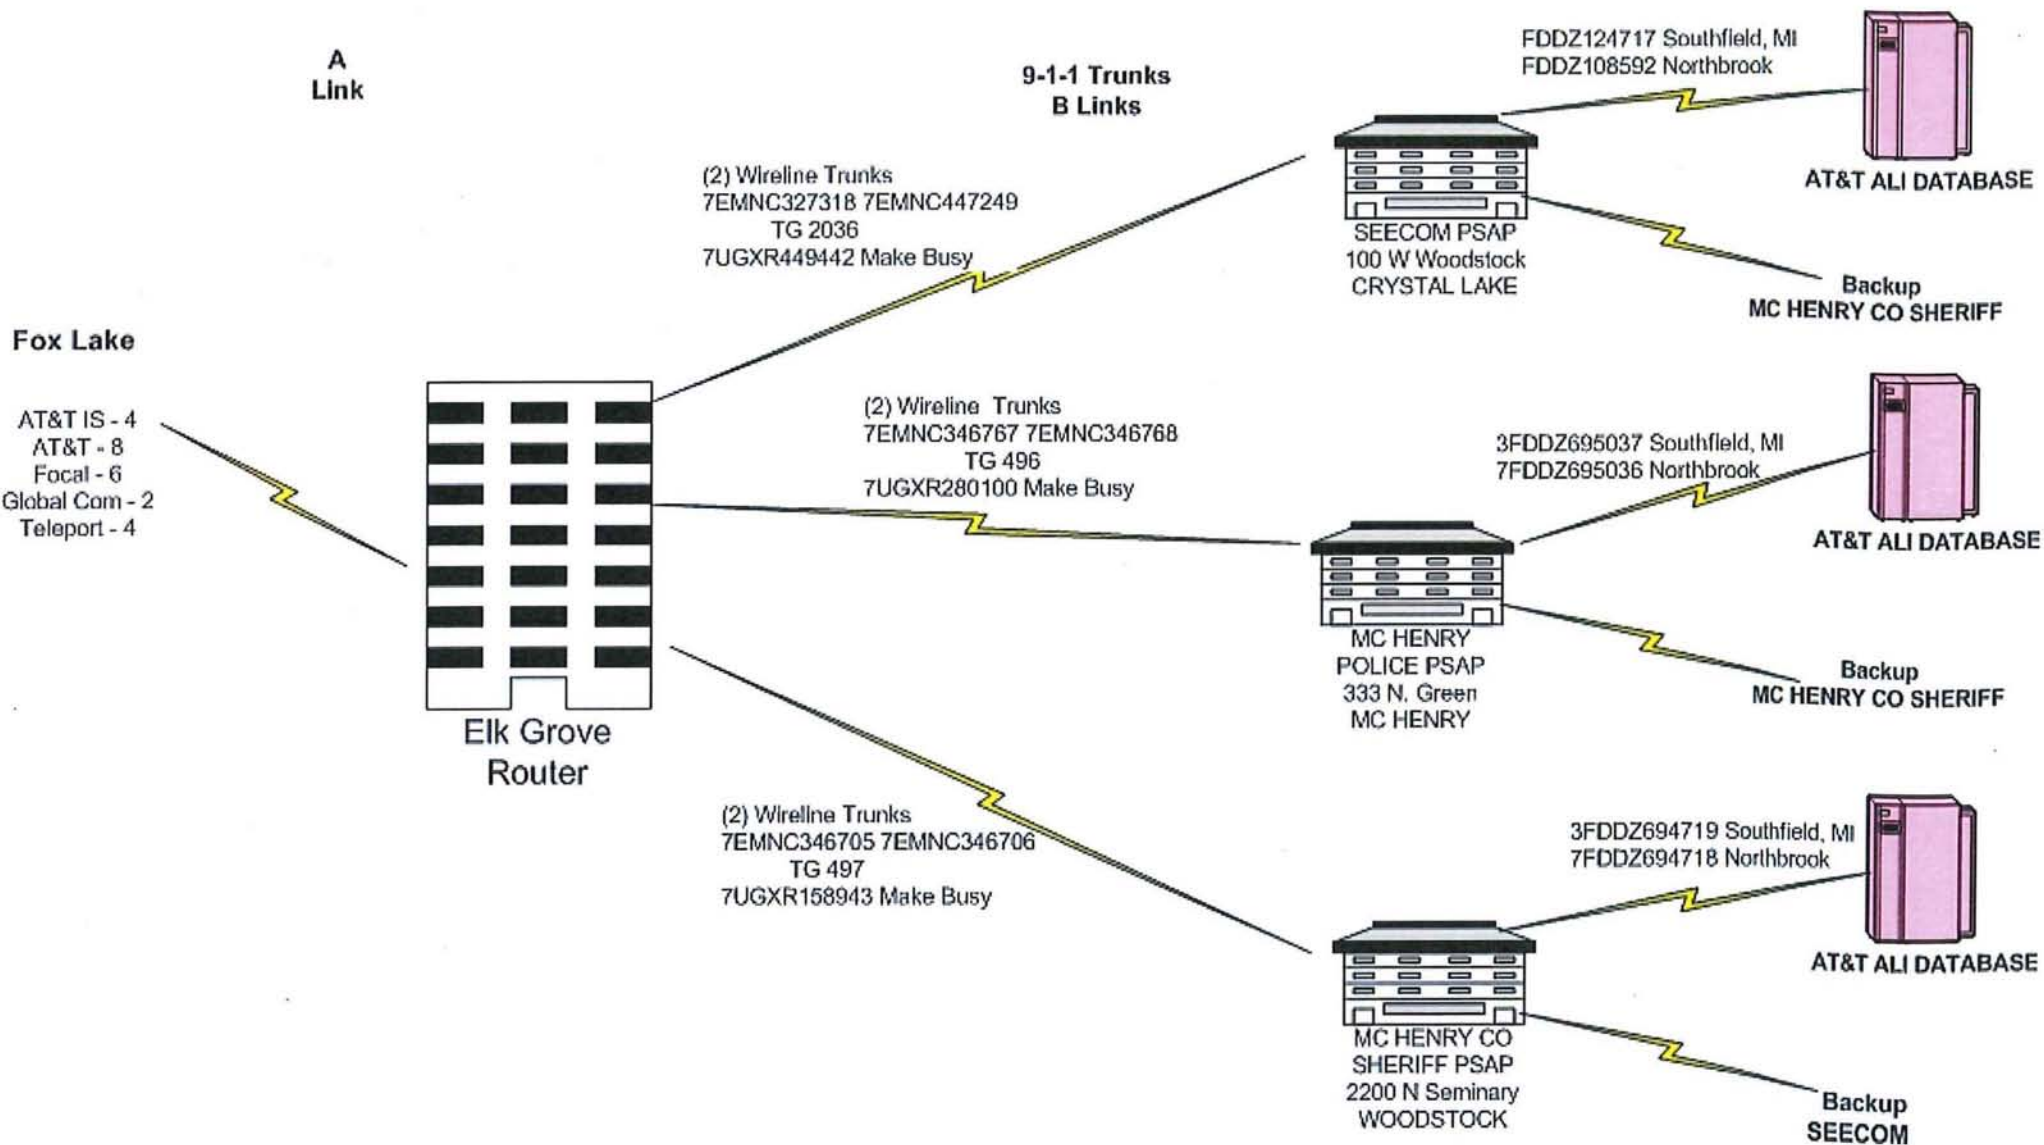 A
Link
9-1-1 Trunks
B Links
FDDZ124717 Southfield, MI
FDDZ108592 Northbrook
AT&T ALI DATABASE
(2) Wireline Trunks
7EMNC327318 7EMNC447249
TG 2036
7UGXR449442 Make Busy
SEECOM PSAP
100 W Woodstock
CRYSTAL LAKE
Backup
MC HENRY CO SHERIFF
Fox Lake
AT&T IS - 4
AT&T - 8
Focal - 6
Global Com - 2
Teleport - 4
(2) Wireline Trunks
7EMNC346767 7EMNC346768
TG 496
7UGXR280100 Make Busy
3FDDZ695037 Southfield, MI
7FDDZ695036 Northbrook
AT&T ALI DATABASE
MC HENRY
POLICE PSAP
333 N. Green
MC HENRY
Backup
MC HENRY CO SHERIFF
Elk Grove
Router
(2) Wireline Trunks
7EMNC346705 7EMNC346706
TG 497
7UGXR158943 Make Busy
3FDDZ694719 Southfield, MI
7FDDZ694718 Northbrook
AT&T ALI DATABASE
MC HENRY CO
SHERIFF PSAP
2200 N Seminary
WOODSTOCK
Backup
SEECOM